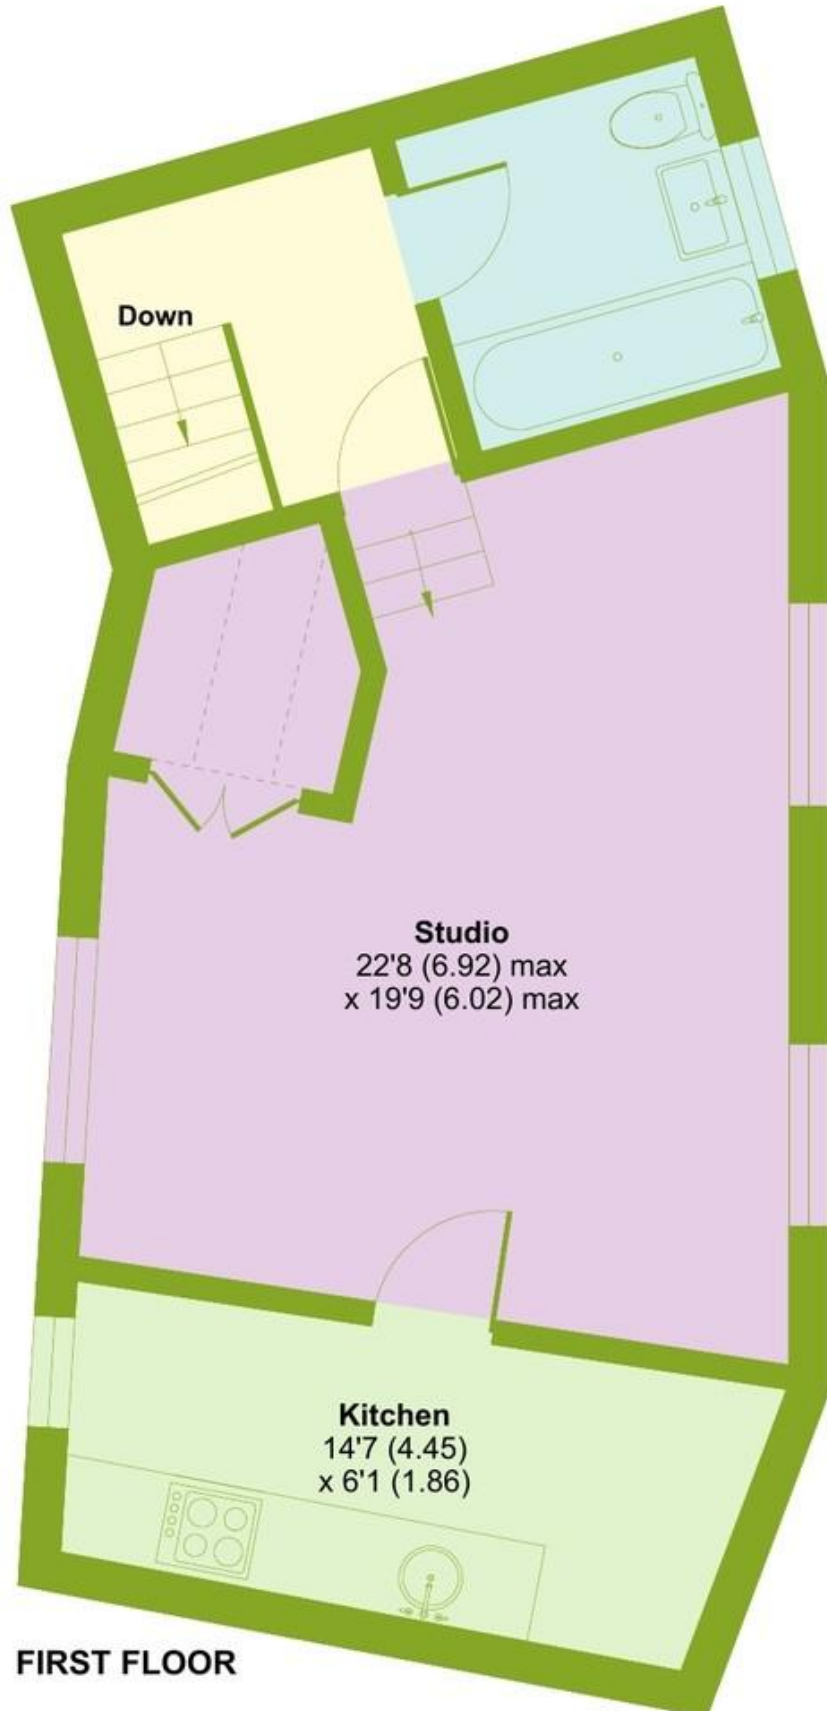 Down
Studio
22'8 (6.92) max
x 19'9 (6.02) max
Kitchen
14'7 (4.45)
x 6'1 (1.86)
FIRST FLOOR